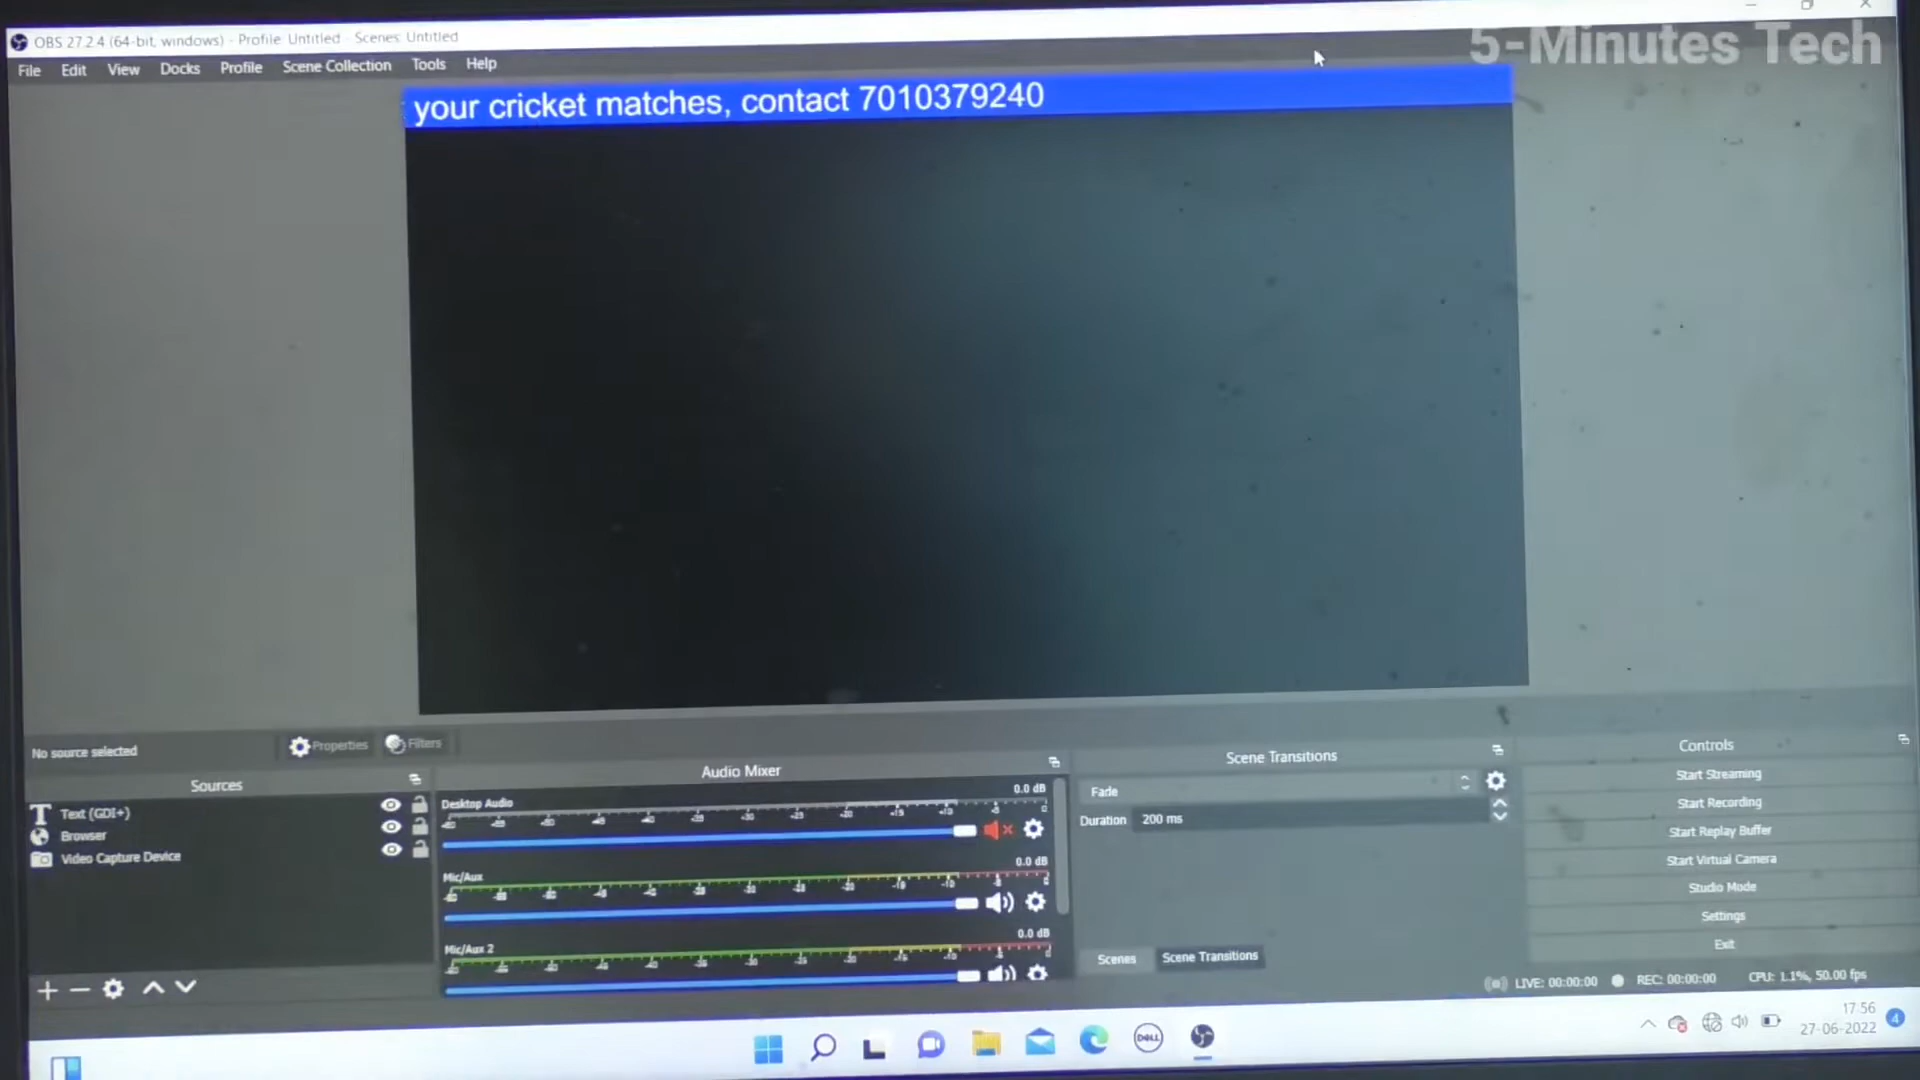 OBS 27.2.4 (64-bit, windows) - Profile: Untitled - Scenes: Untitled
5-Minutes Tech
File Edit View Docks Profile Scene Collection Tools Help
your cricket matches, contact 7010379240
No source selected
Properties
Filters
Sources
Text (GDI+)
Browser
Video Capture Device
Audio Mixer
Desktop Audio
0.0 dB
Mic/Aux
0.0 dB
Mic/Aux 2
0.0 dB
Scene Transitions
Fade
Duration 200 ms
Scenes
Scene Transitions
Controls
Start Streaming
Start Recording
Start Replay Buffer
Start Virtual Camera
Studio Mode
Settings
Exit
LIVE: 00:00:00
REC: 00:00:00
CPU: 1.1%, 50.00 fps
DELL
17:56
27-06-2022
4